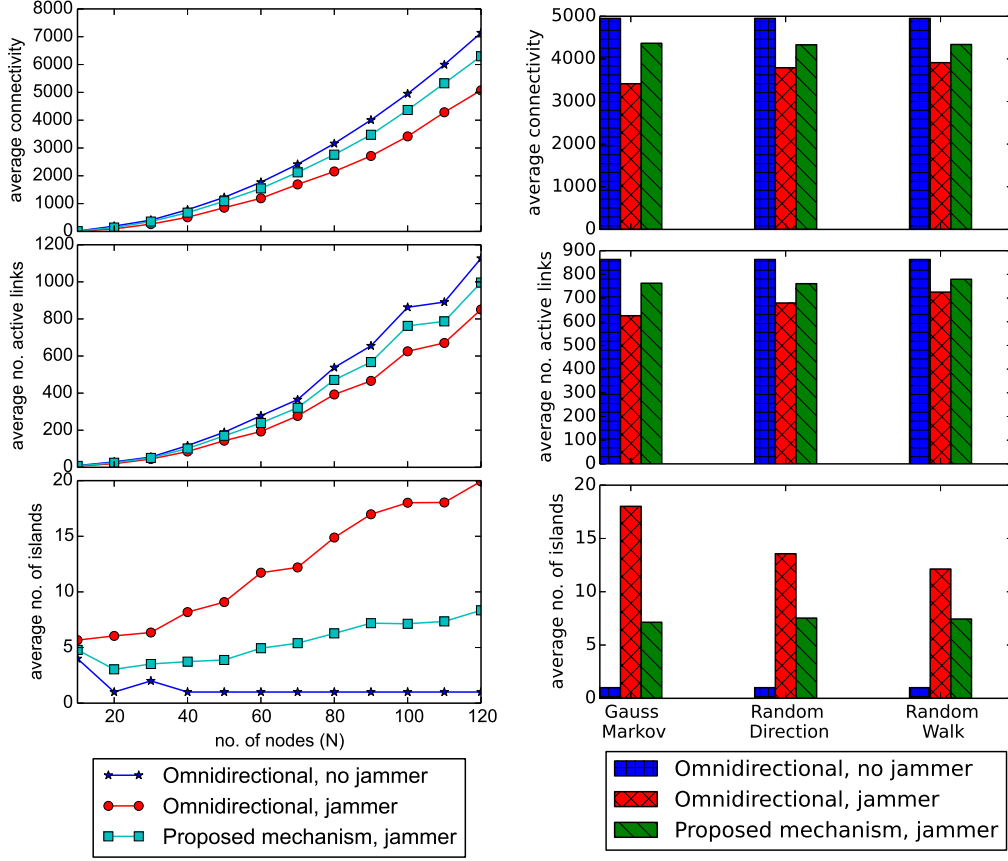 8000
7000
6000
5000
4000
3000
2000
1000
0
average connectivity
1200
1000
800
600
400
200
0
average no. active links
20
15
10
5
0
average no. of islands
20 40 60 80 100 120
no. of nodes (N)
Omnidirectional, no jammer
Omnidirectional, jammer
Proposed mechanism, jammer
5000
4000
3000
2000
1000
0
average connectivity
900
800
700
600
500
400
300
200
100
0
average no. active links
20
15
10
5
0
average no. of islands
Gauss Random Random
Markov Direction Walk
Omnidirectional, no jammer
Omnidirectional, jammer
Proposed mechanism, jammer